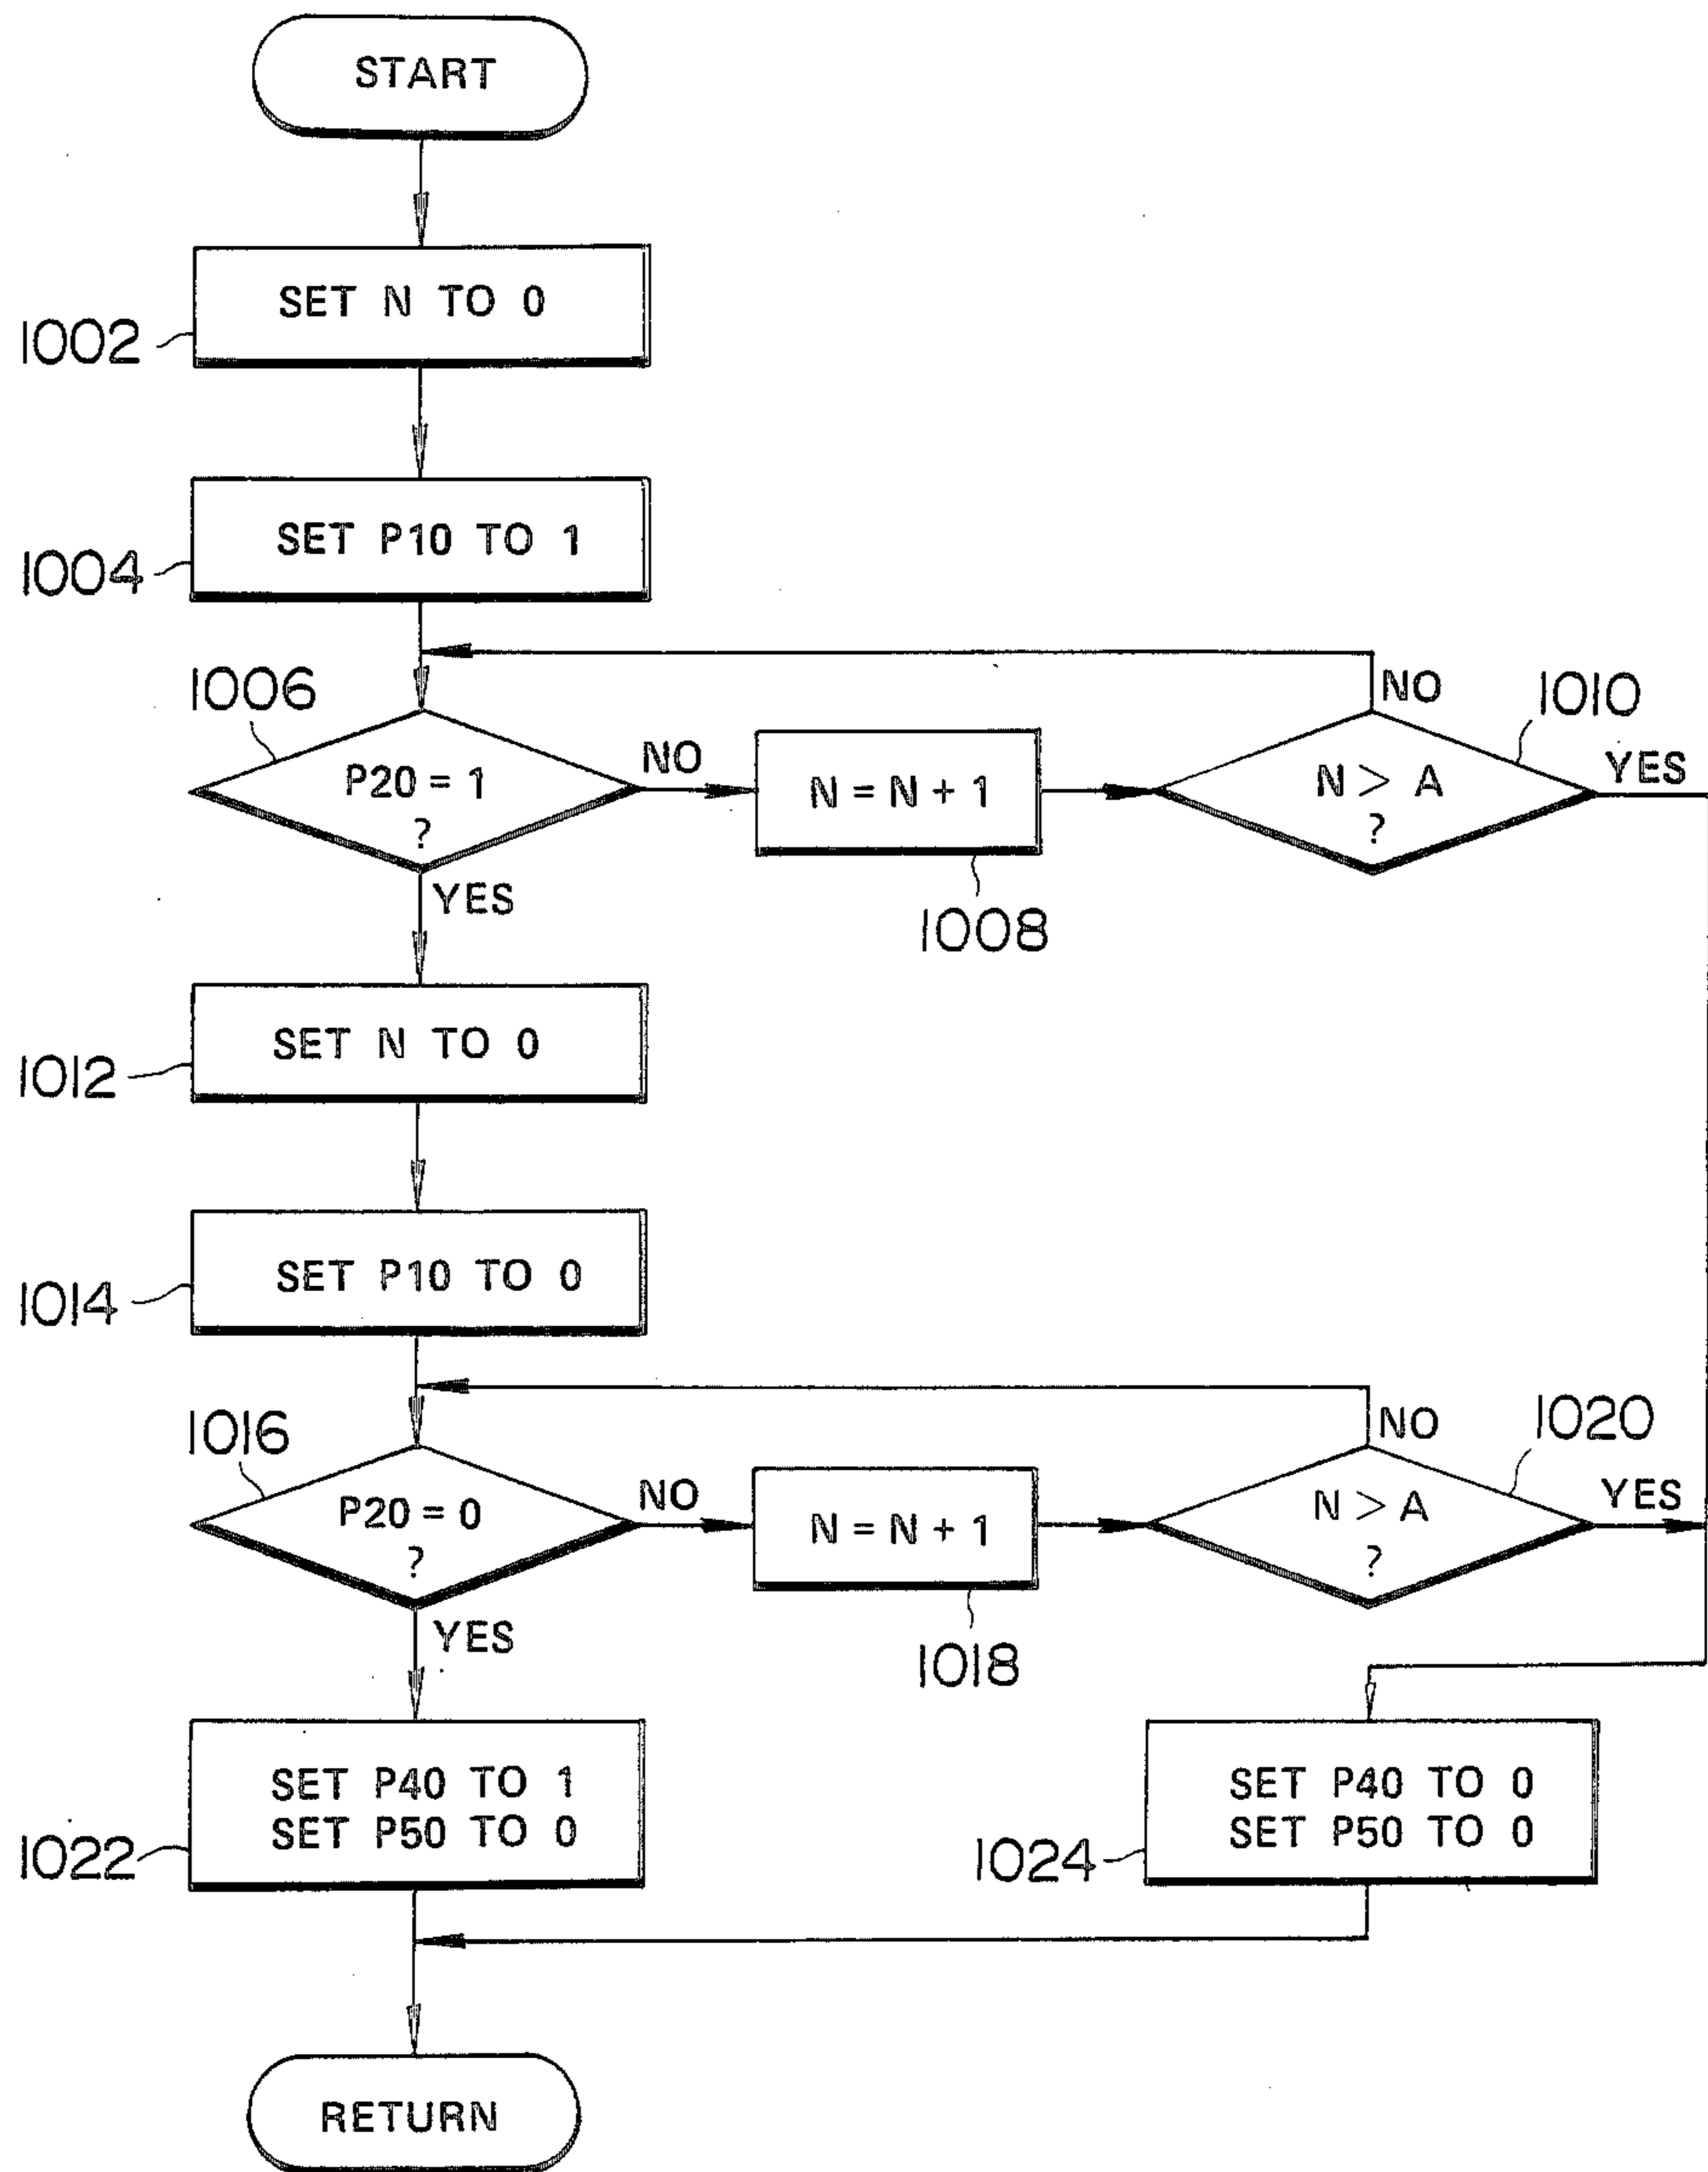 START
SET N TO 0
1002
SET P10 TO 1
1004
1006
NO
1010
P20 = 1
?
NO
N = N + 1
N > A
?
YES
YES
1008
SET N TO 0
1012
SET P10 TO 0
1014
1016
NO
1020
P20 = 0
?
NO
N = N + 1
N > A
?
YES
YES
1018
SET P40 TO 1
SET P50 TO 0
1022
SET P40 TO 0
SET P50 TO 0
1024
RETURN